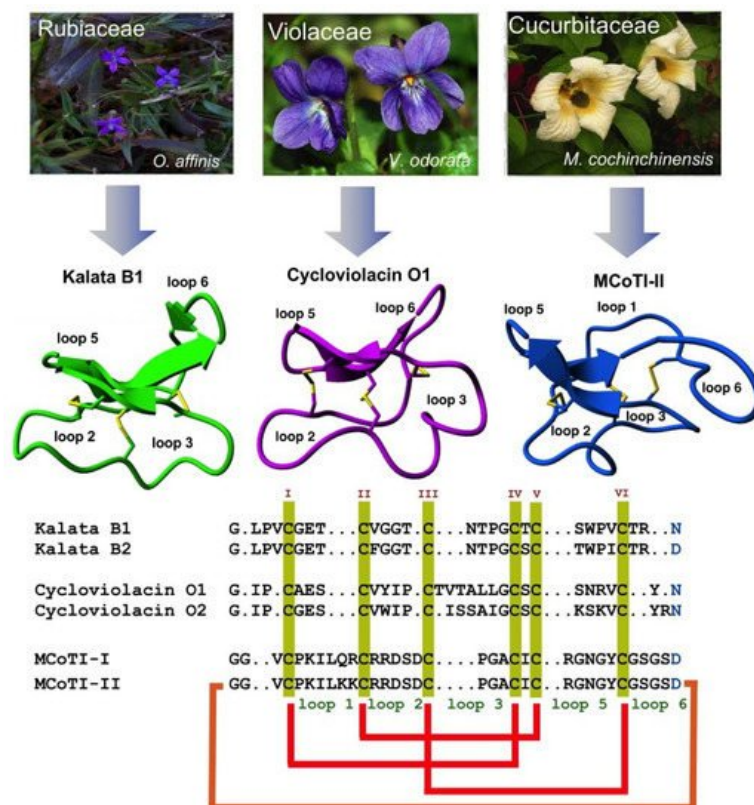 Rubiaceae
O. affinis
Violaceae
V. odorata
Cucurbitaceae
M. cochinchinensis
Kalata B1
loop 6
loop 5
loop 2
loop 3
Cycloviolacin O1
loop 5
loop 6
loop 3
loop 2
MCoTI-II
loop 5
loop 1
loop 6
loop 3
loop 2
I II III IV V VI
Kalata B1 G.LPVCGET...CVGGT.C...NTPGCTC...SWPVCTR..N
Kalata B2 G.LPVCGET...CFGGT.C...NTPGCSC...TWPICTR..D
Cycloviolacin O1 G.IP.CAES...CVYIP.CTVTALLGCSC...SNRVC..Y.N
Cycloviolacin O2 G.IP.CGES...CVWIP.C.ISSAIGCSC...KSKVC..YRN
MCoTI-I GG..VCPKILQRCRRDSDC....PGACIC..RGNGYCGSGSD
MCoTI-II GG..VCPKILKKCRRDSDC....PGACIC..RGNGYCGSGSD
loop 1 loop 2 loop 3 loop 5 loop 6